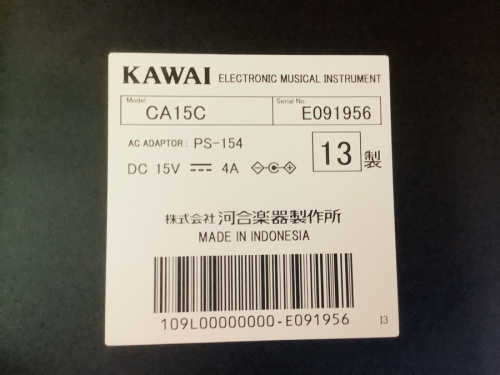 KAWAI ELECTRONIC MUSICAL INSTRUMENT
Model Serial No.
CA15C E091956
AC ADAPTOR: PS-154
DC 15V 4A
13 製
株式会社 河合楽器製作所
MADE IN INDONESIA
109L00000000-E091956
I3